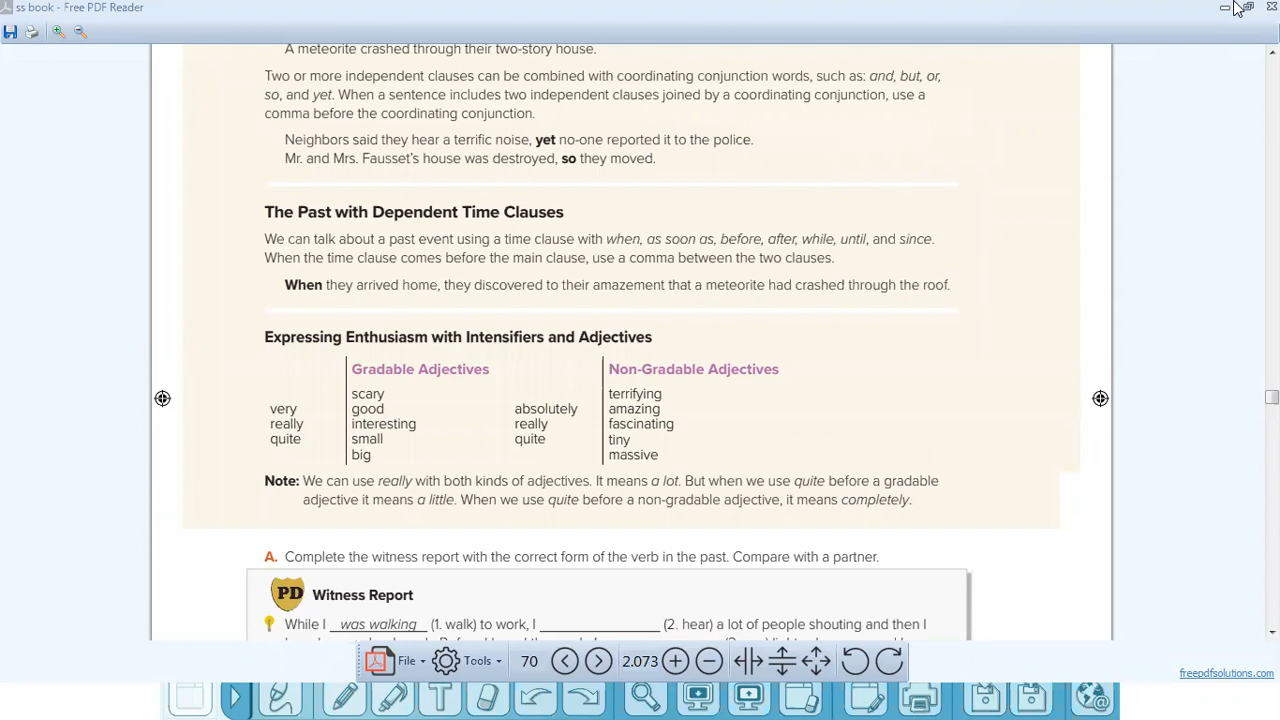 ss book - Free PDF Reader
A meteorite crashed through their two-story house.
Two or more independent clauses can be combined with coordinating conjunction words, such as: and, but, or,
so, and yet. When a sentence includes two independent clauses joined by a coordinating conjunction, use a
comma before the coordinating conjunction.
Neighbors said they hear a terrific noise, yet no-one reported it to the police.
Mr. and Mrs. Fausset's house was destroyed, so they moved.
The Past with Dependent Time Clauses
We can talk about a past event using a time clause with when, as soon as, before, after, while, until, and since.
When the time clause comes before the main clause, use a comma between the two clauses.
When they arrived home, they discovered to their amazement that a meteorite had crashed through the roof.
Expressing Enthusiasm with Intensifiers and Adjectives
Gradable Adjectives Non-Gradable Adjectives
scary terrifying
very good absolutely amazing
really interesting really fascinating
quite small quite tiny
big massive
Note: We can use really with both kinds of adjectives. It means a lot. But when we use quite before a gradable
adjective it means a little. When we use quite before a non-gradable adjective, it means completely.
A. Complete the witness report with the correct form of the verb in the past. Compare with a partner.
PD Witness Report
While I was walking (1. walk) to work, I ______________ (2. hear) a lot of people shouting and then I
File Tools 70 2.073
freepdfsolutions.com